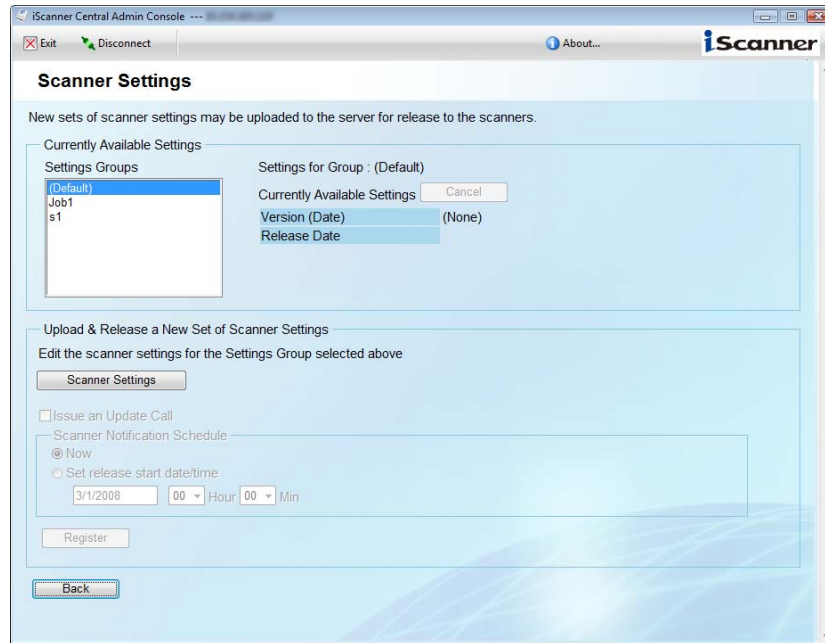 iScanner Central Admin Console ---
Exit Disconnect About... iScanner
Scanner Settings
New sets of scanner settings may be uploaded to the server for release to the scanners.
Currently Available Settings
Settings Groups
(Default)
Job1
s1
Settings for Group : (Default)
Currently Available Settings Cancel
Version (Date) (None)
Release Date
Upload & Release a New Set of Scanner Settings
Edit the scanner settings for the Settings Group selected above
Scanner Settings
Issue an Update Call
Scanner Notification Schedule
Now
Set release start date/time
3/1/2008 00 Hour 00 Min
Register
Back